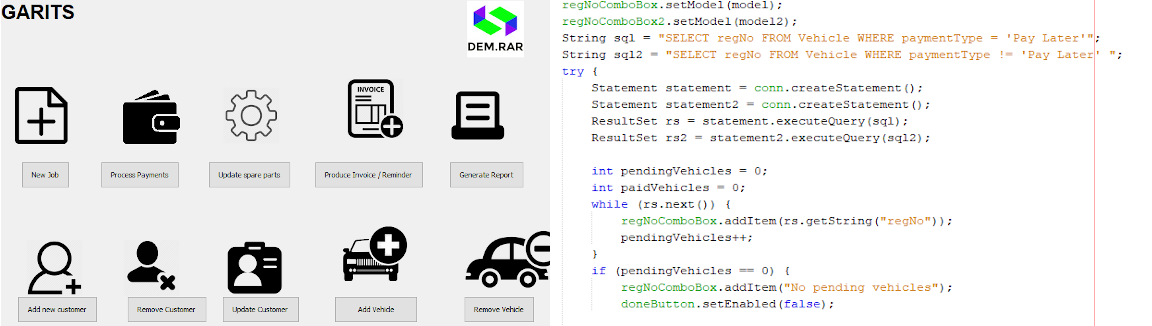 GARITS
DEM.RAR
INVOICE
New Job
Process Payments
Update spare parts
Produce Invoice / Reminder
Generate Report
Add new customer
Remove Customer
Update Customer
Add Vehicle
Remove Vehicle
regNoComboBox.setModel(model);
regNoComboBox2.setModel(model2);
String sql = "SELECT regNo FROM Vehicle WHERE paymentType = 'Pay Later'";
String sql2 = "SELECT regNo FROM Vehicle WHERE paymentType != 'Pay Later' ";
try {
Statement statement = conn.createStatement();
Statement statement2 = conn.createStatement();
ResultSet rs = statement.executeQuery(sql);
ResultSet rs2 = statement2.executeQuery(sql2);
int pendingVehicles = 0;
int paidVehicles = 0;
while (rs.next()) {
regNoComboBox.addItem(rs.getString("regNo"));
pendingVehicles++;
}
if (pendingVehicles == 0) {
regNoComboBox.addItem("No pending vehicles");
doneButton.setEnabled(false);